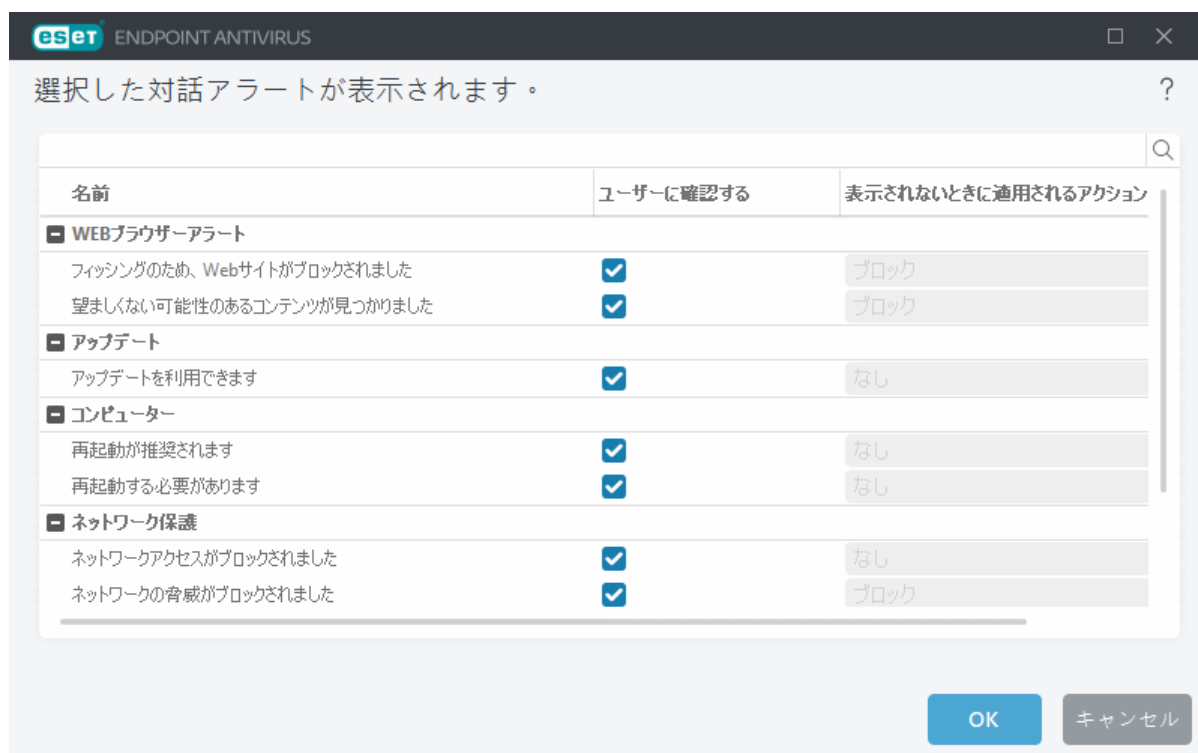 eset ENDPOINT ANTIVIRUS
選択した対話アラートが表示されます。
?
名前 ユーザーに確認する 表示されないときに適用されるアクション
WEBブラウザーアラート
フィッシングのため、Webサイトがブロックされました ブロック
望ましくない可能性のあるコンテンツが見つかりました ブロック
アップデート
アップデートを利用できます なし
コンピューター
再起動が推奨されます なし
再起動する必要があります なし
ネットワーク保護
ネットワークアクセスがブロックされました なし
ネットワークの脅威がブロックされました ブロック
OK キャンセル